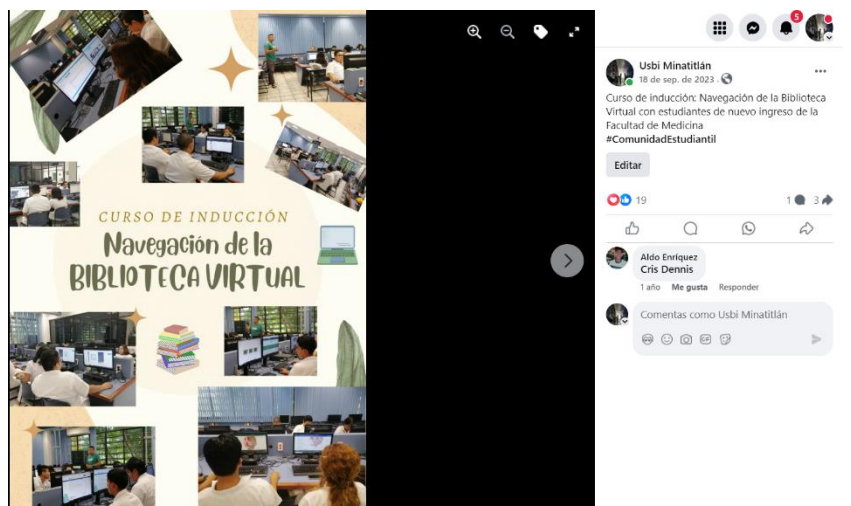 CURSO DE INDUCCIÓN
Navegación de la
BIBLIOTECA VIRTUAL
5
Usbi Minatitlán
18 de sep. de 2023 ·
Curso de inducción: Navegación de la Biblioteca
Virtual con estudiantes de nuevo ingreso de la
Facultad de Medicina
#ComunidadEstudiantil
Editar
19
1
3
Aldo Enríquez
Cris Dennis
1 año Me gusta Responder
Comentas como Usbi Minatitlán